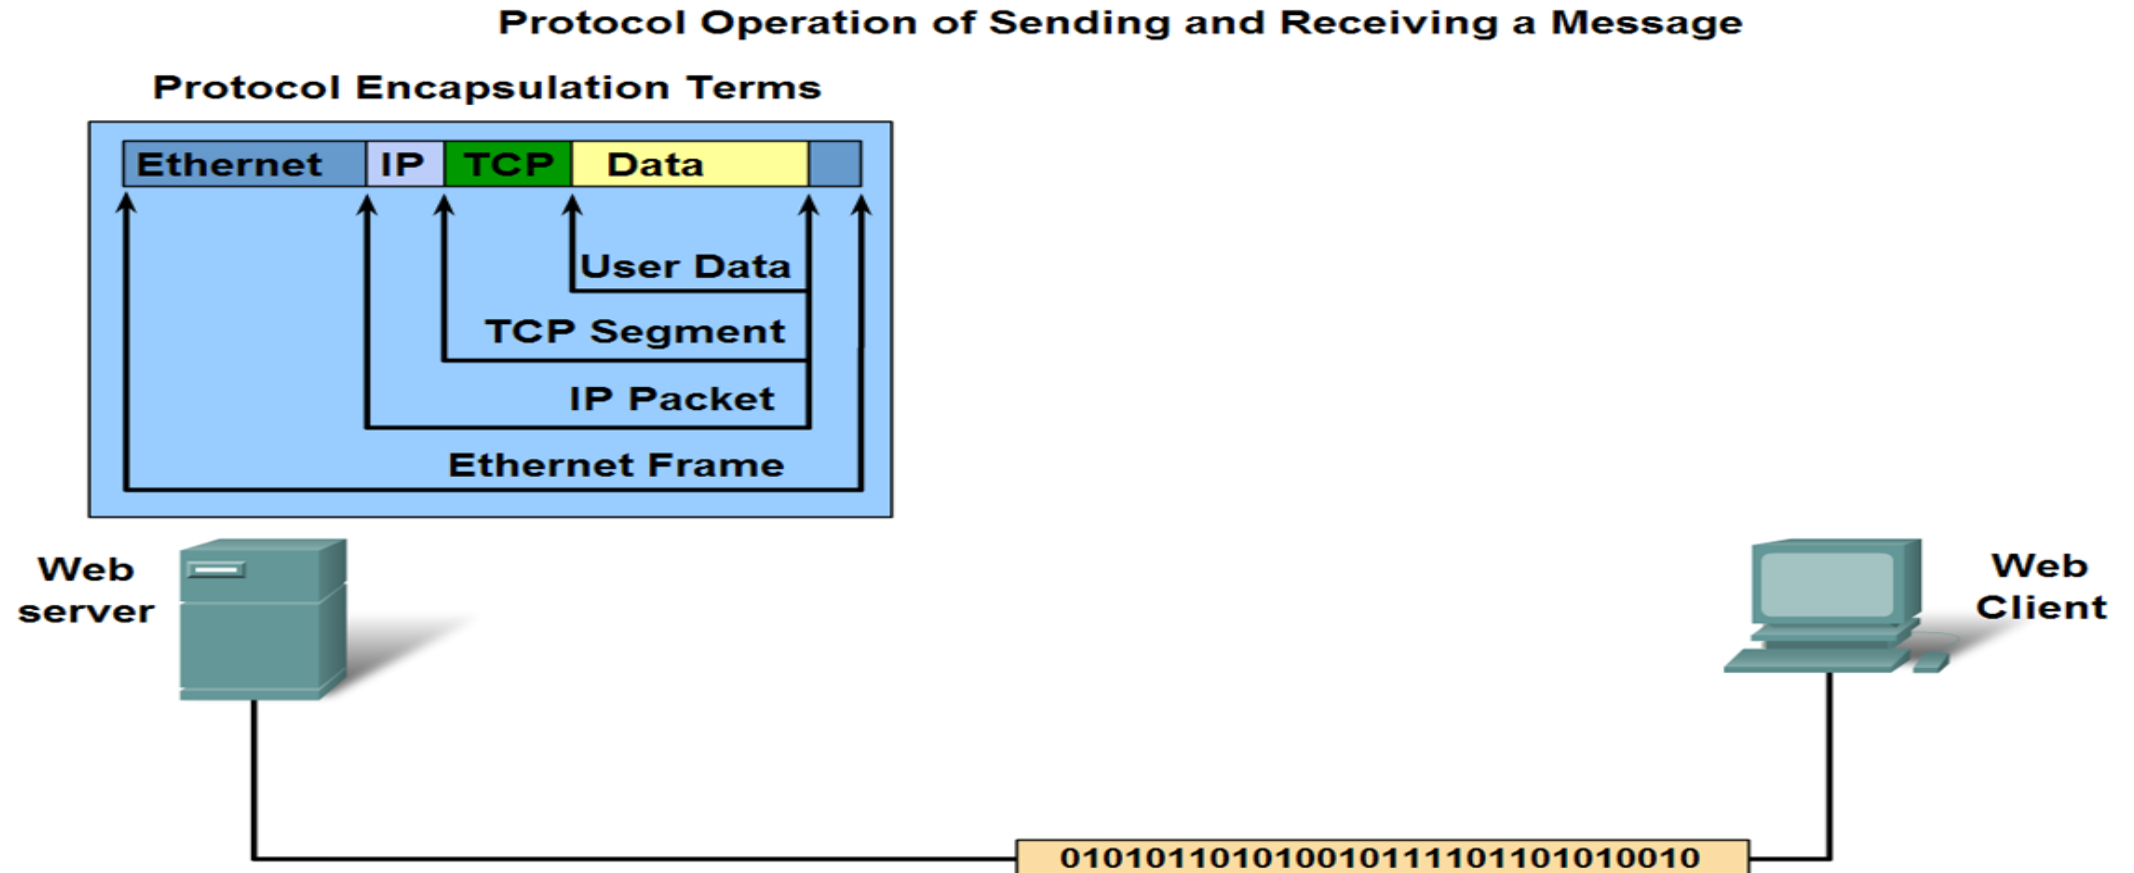 Protocol Operation of Sending and Receiving a Message
Protocol Encapsulation Terms
Ethernet IP TCP Data
User Data
TCP Segment
IP Packet
Ethernet Frame
Web
server
Web
Client
010101101010010111101101010010